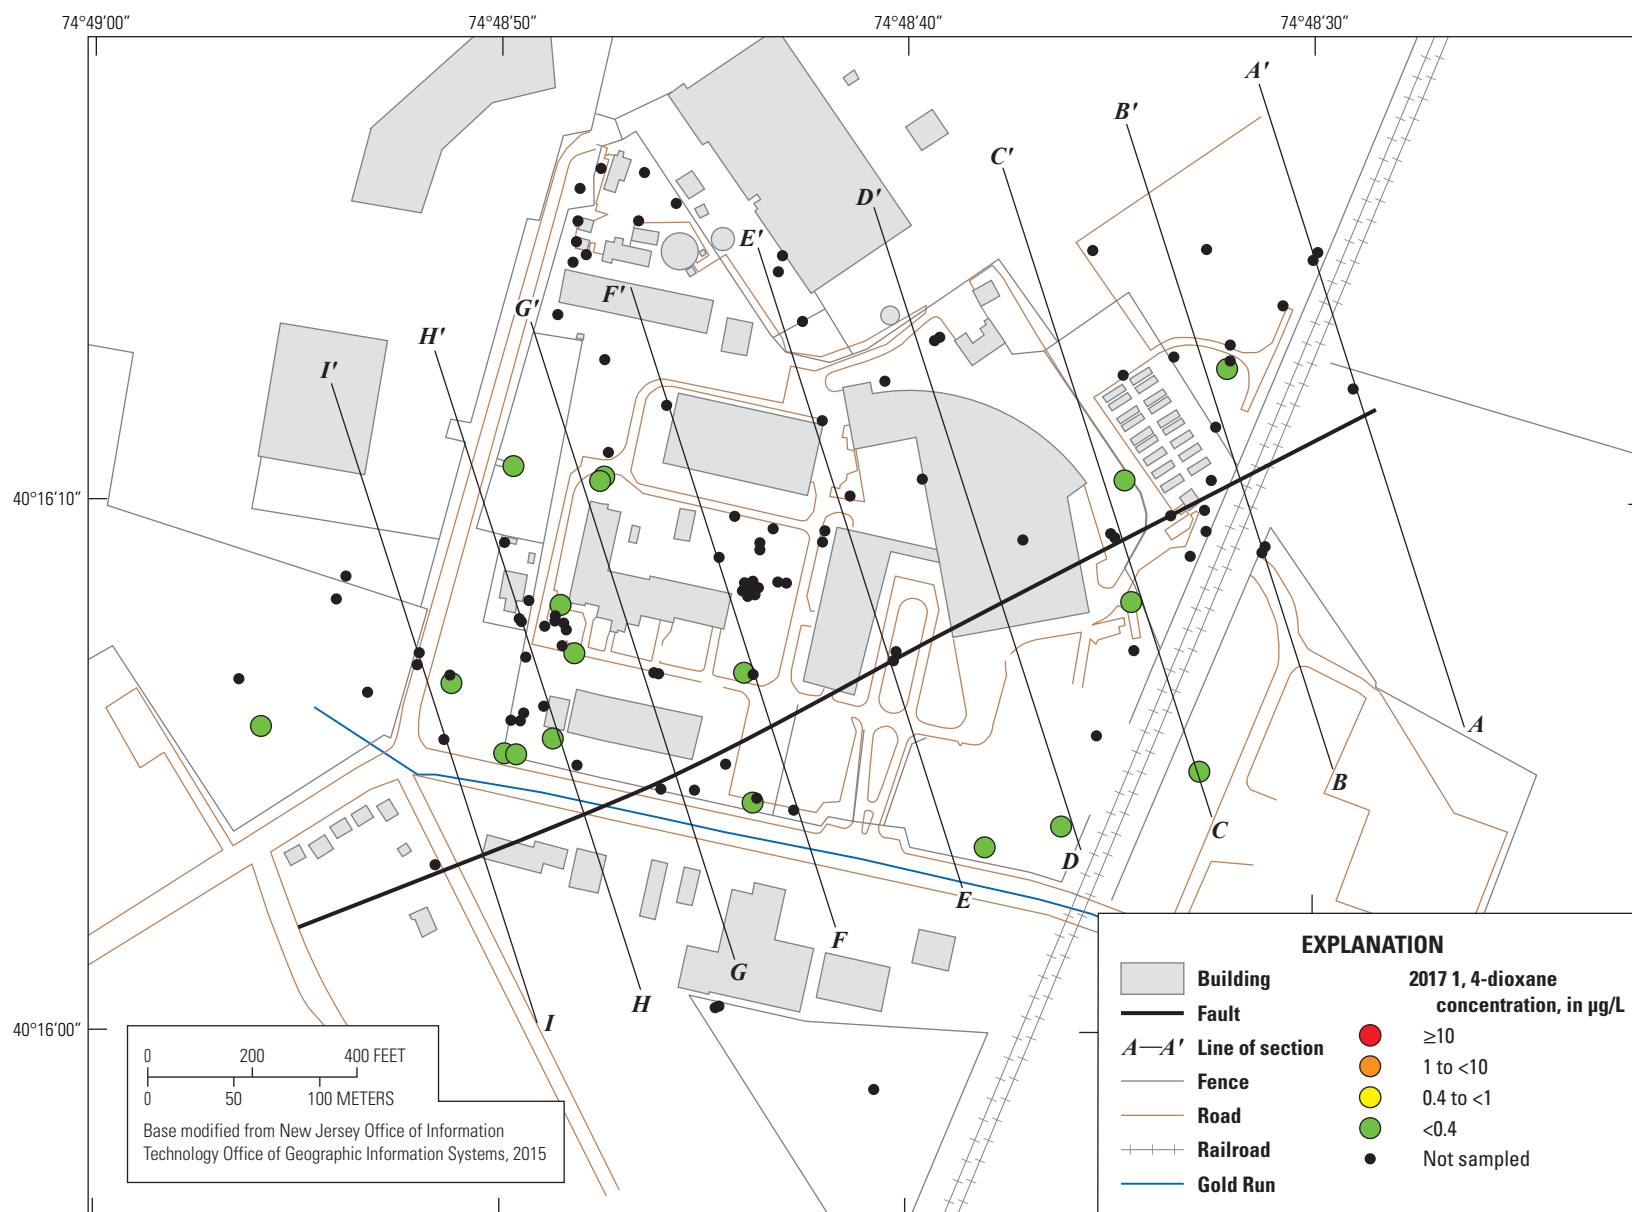 74°49'00" 74°48'50" 74°48'40" 74°48'30"
A'
B'
C'
D'
E'
F'
G'
H'
I'
40°16'10"
40°16'00"
A
B
C
D
E
F
G
H
I
0 200 400 FEET
0 50 100 METERS
Base modified from New Jersey Office of Information
Technology Office of Geographic Information Systems, 2015
EXPLANATION
Building
Fault
A—A' Line of section
Fence
Road
Railroad
Gold Run
2017 1, 4-dioxane
concentration, in µg/L
≥10
1 to <10
0.4 to <1
<0.4
Not sampled